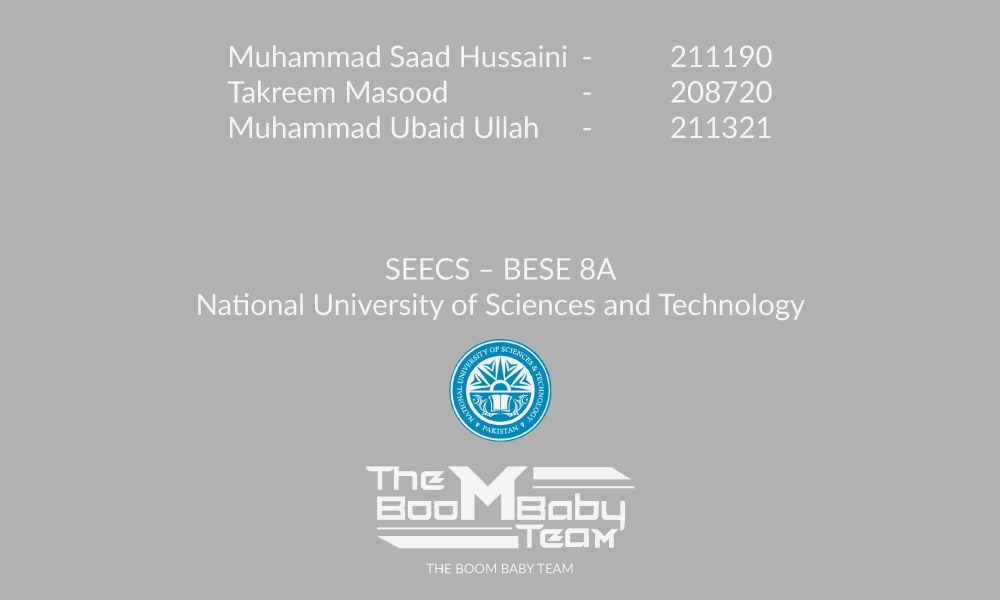 Muhammad Saad Hussaini - 211190
Takreem Masood - 208720
Muhammad Ubaid Ullah - 211321
SEECS – BESE 8A
National University of Sciences and Technology
NATIONAL UNIVERSITY OF SCIENCES & TECHNOLOGY
PAKISTAN
The
BooM Baby
Team
THE BOOM BABY TEAM